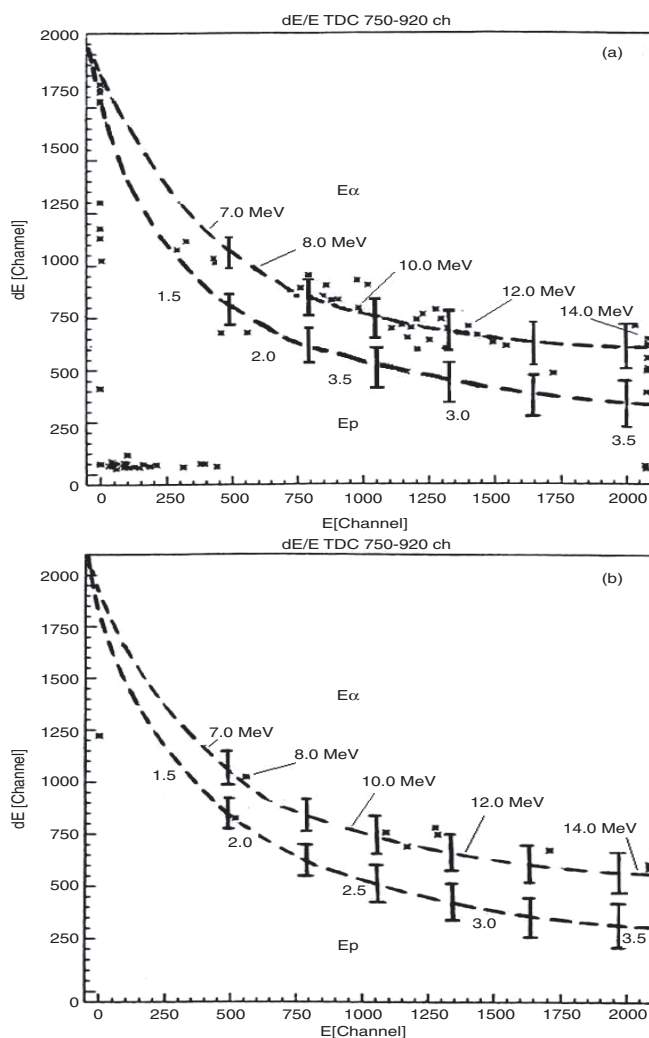 dE/E TDC 750-920 ch
(a)
2000
1750
1250
1250
1000
750
500
250
0
dE [Channel]
Eα
7.0 MeV
8.0 MeV
10.0 MeV
12.0 MeV
14.0 MeV
1.5
2.0
3.5
3.0
3.5
Ep
0 250 500 750 1000 1250 1500 1750 2000
E[Channel]
dE/E TDC 750-920 ch
(b)
2000
1750
1250
1250
1000
750
500
250
0
dE [Channel]
Eα
7.0 MeV
8.0 MeV
10.0 MeV
12.0 MeV
14.0 MeV
1.5
2.0
2.5
3.0
3.5
Ep
0 250 500 750 1000 1250 1500 1750 2000
E[Channel]